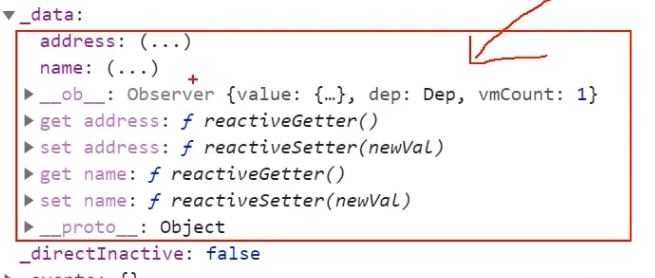 ▼_data:
address: (...)
name: (...)
▶__ob__: Observer {value: {…}, dep: Dep, vmCount: 1}
▶get address: ƒ reactiveGetter()
▶set address: ƒ reactiveSetter(newVal)
▶get name: ƒ reactiveGetter()
▶set name: ƒ reactiveSetter(newVal)
▶__proto__: Object
_directInactive: false